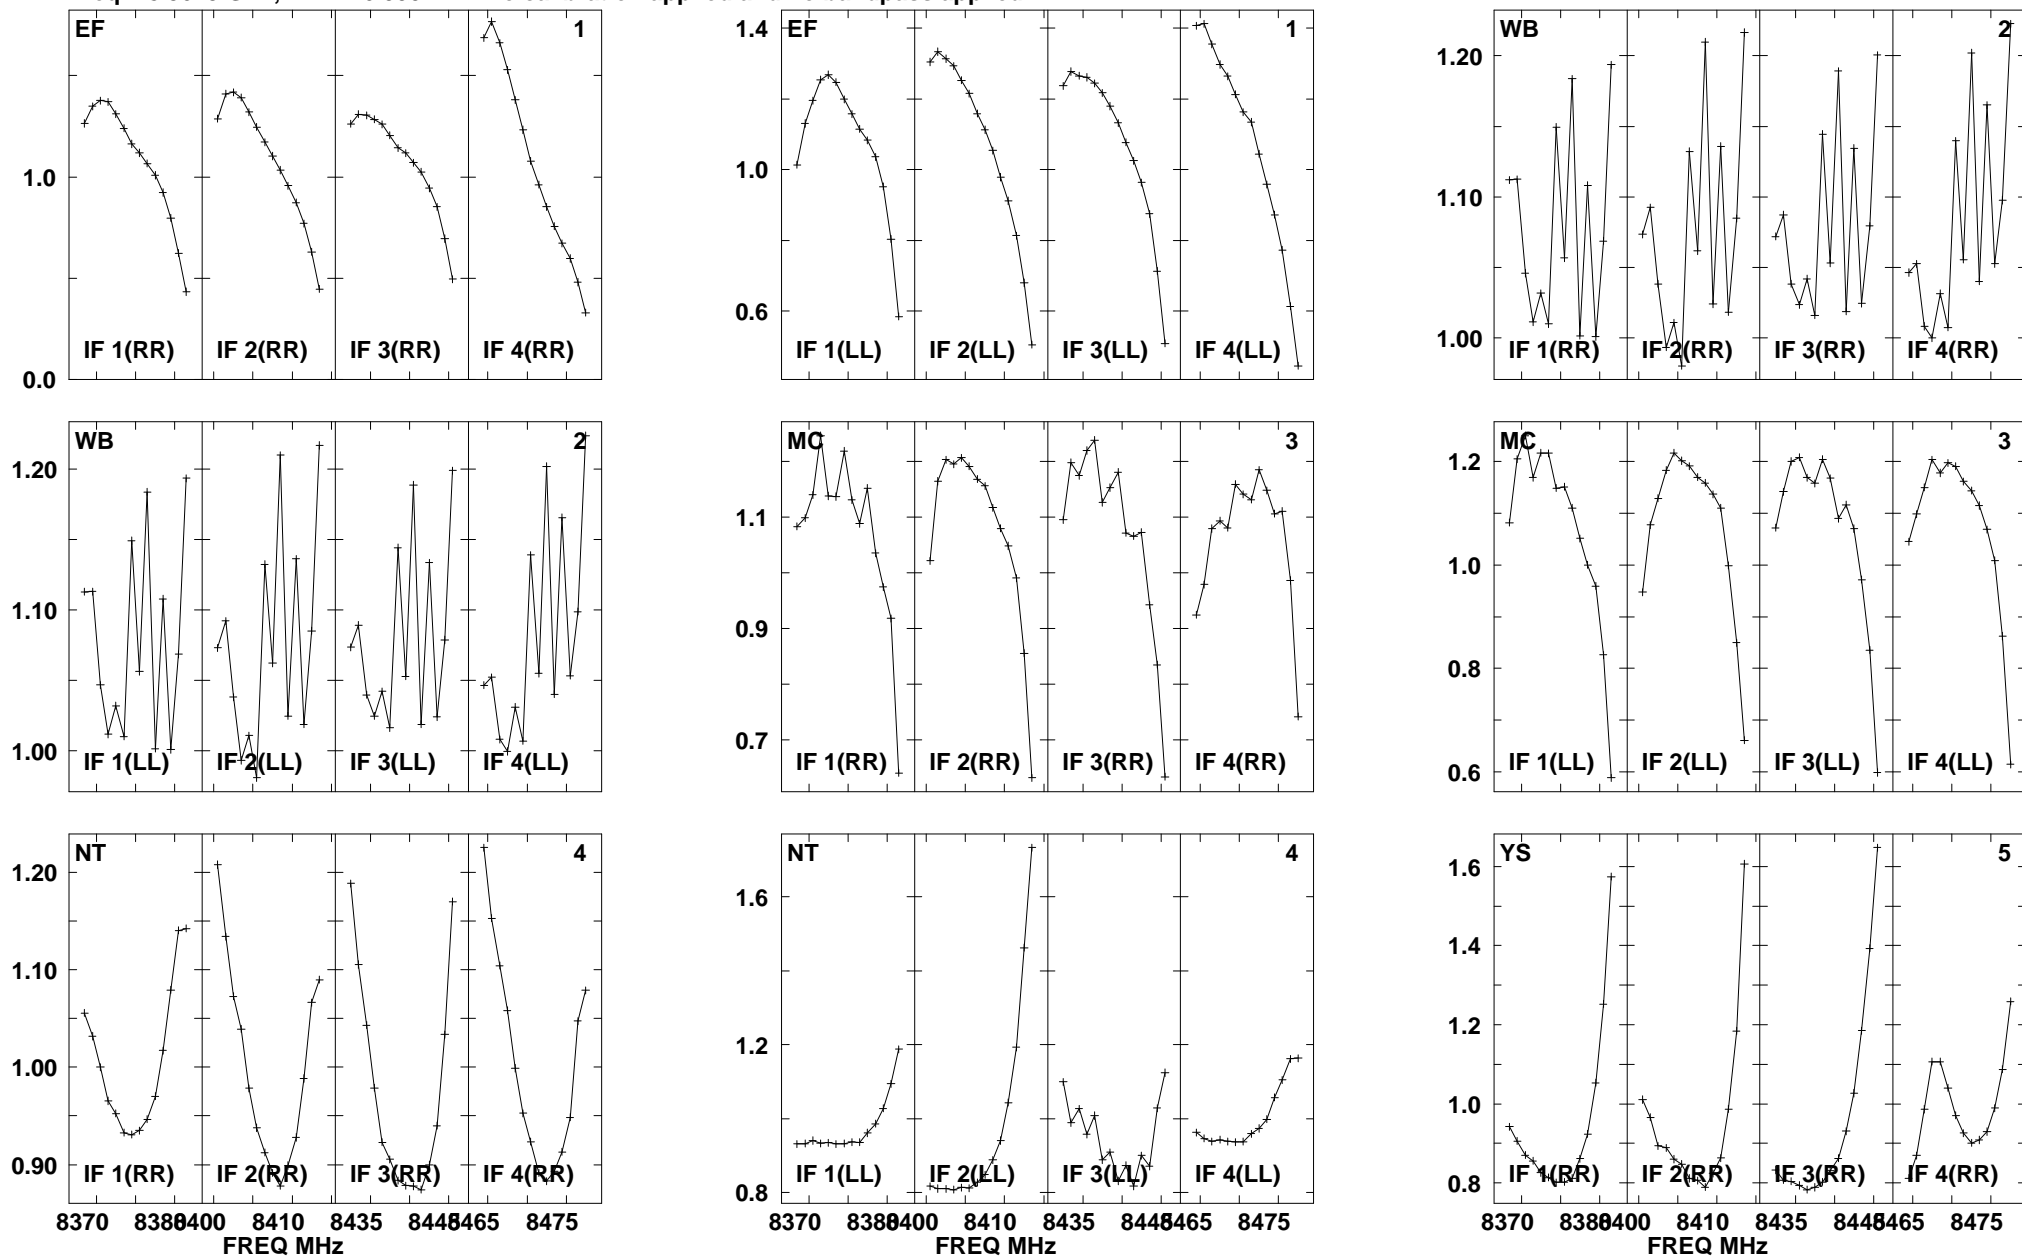 EF 1
1.0
0.0
IF 1(RR) IF 2(RR) IF 3(RR) IF 4(RR)
EF 1
1.4
1.0
0.6
IF 1(LL) IF 2(LL) IF 3(LL) IF 4(LL)
WB 2
1.20
1.10
1.00
IF 1(RR) IF 2(RR) IF 3(RR) IF 4(RR)
WB 2
1.20
1.10
1.00
IF 1(LL) IF 2(LL) IF 3(LL) IF 4(LL)
MC 3
1.1
0.9
0.7
IF 1(RR) IF 2(RR) IF 3(RR) IF 4(RR)
MC 3
1.2
1.0
0.8
0.6
IF 1(LL) IF 2(LL) IF 3(LL) IF 4(LL)
NT 4
1.20
1.10
1.00
0.90
IF 1(RR) IF 2(RR) IF 3(RR) IF 4(RR)
8370 8380 8400 8410 8435 8445 8465 8475
FREQ MHz
NT 4
1.6
1.2
0.8
IF 1(LL) IF 2(LL) IF 3(LL) IF 4(LL)
8370 8380 8400 8410 8435 8445 8465 8475
FREQ MHz
YS 5
1.6
1.4
1.2
1.0
0.8
IF 1(RR) IF 2(RR) IF 3(RR) IF 4(RR)
8370 8380 8400 8410 8435 8445 8465 8475
FREQ MHz